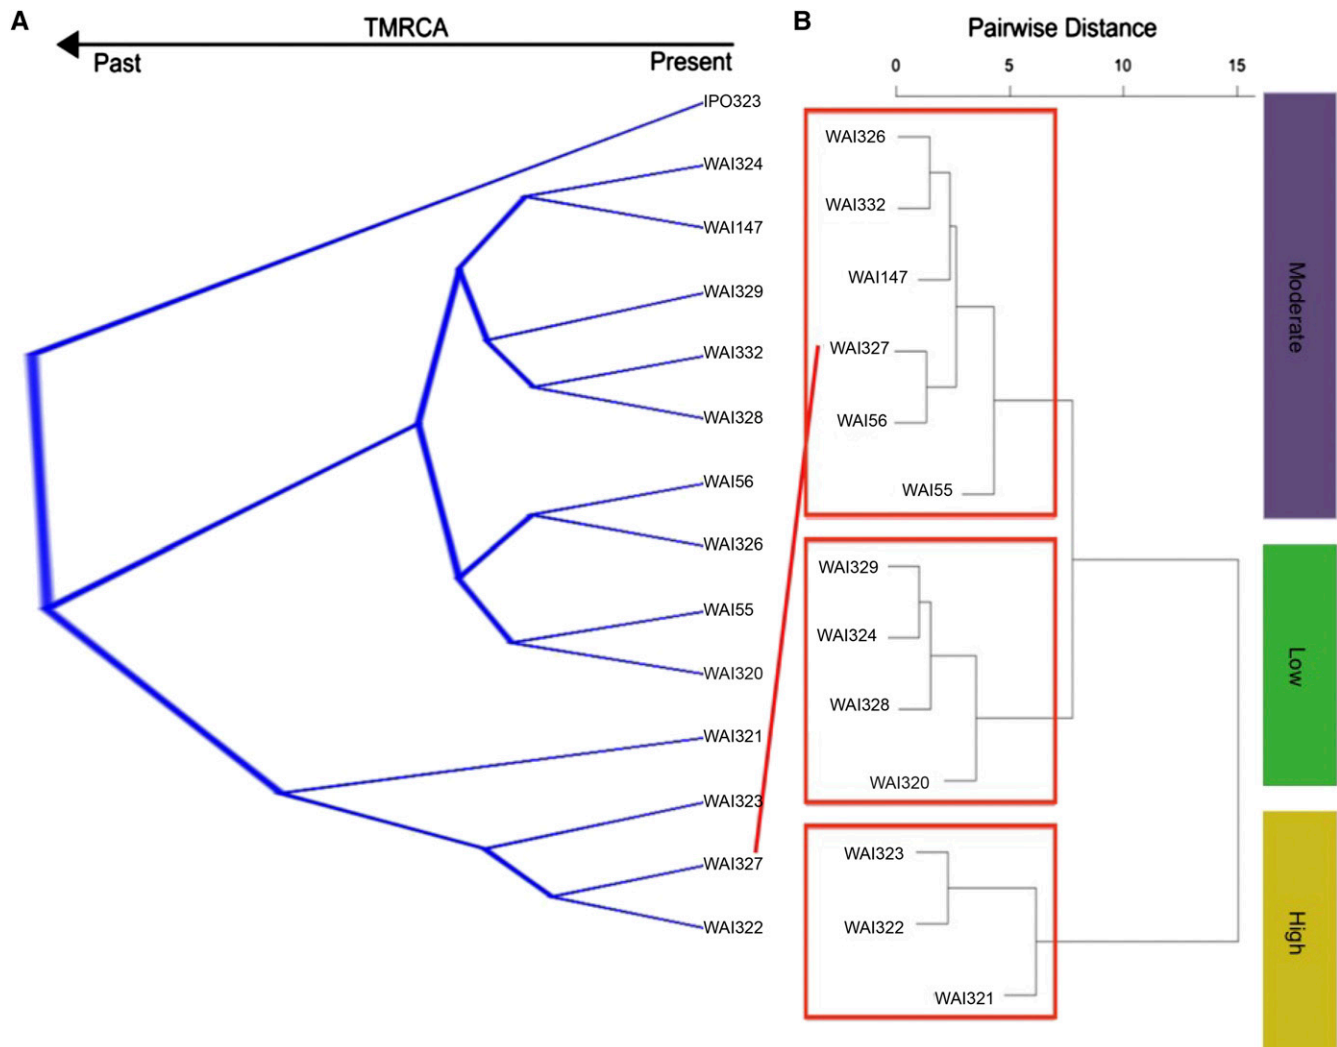 A
TMRCA
Past
Present
IPO323
WAI324
WAI147
WAI329
WAI332
WAI328
WAI56
WAI326
WAI55
WAI320
WAI321
WAI323
WAI327
WAI322
B
Pairwise Distance
0 5 10 15
WAI326
WAI332
WAI147
WAI327
WAI56
WAI55
WAI329
WAI324
WAI328
WAI320
WAI323
WAI322
WAI321
Moderate
Low
High